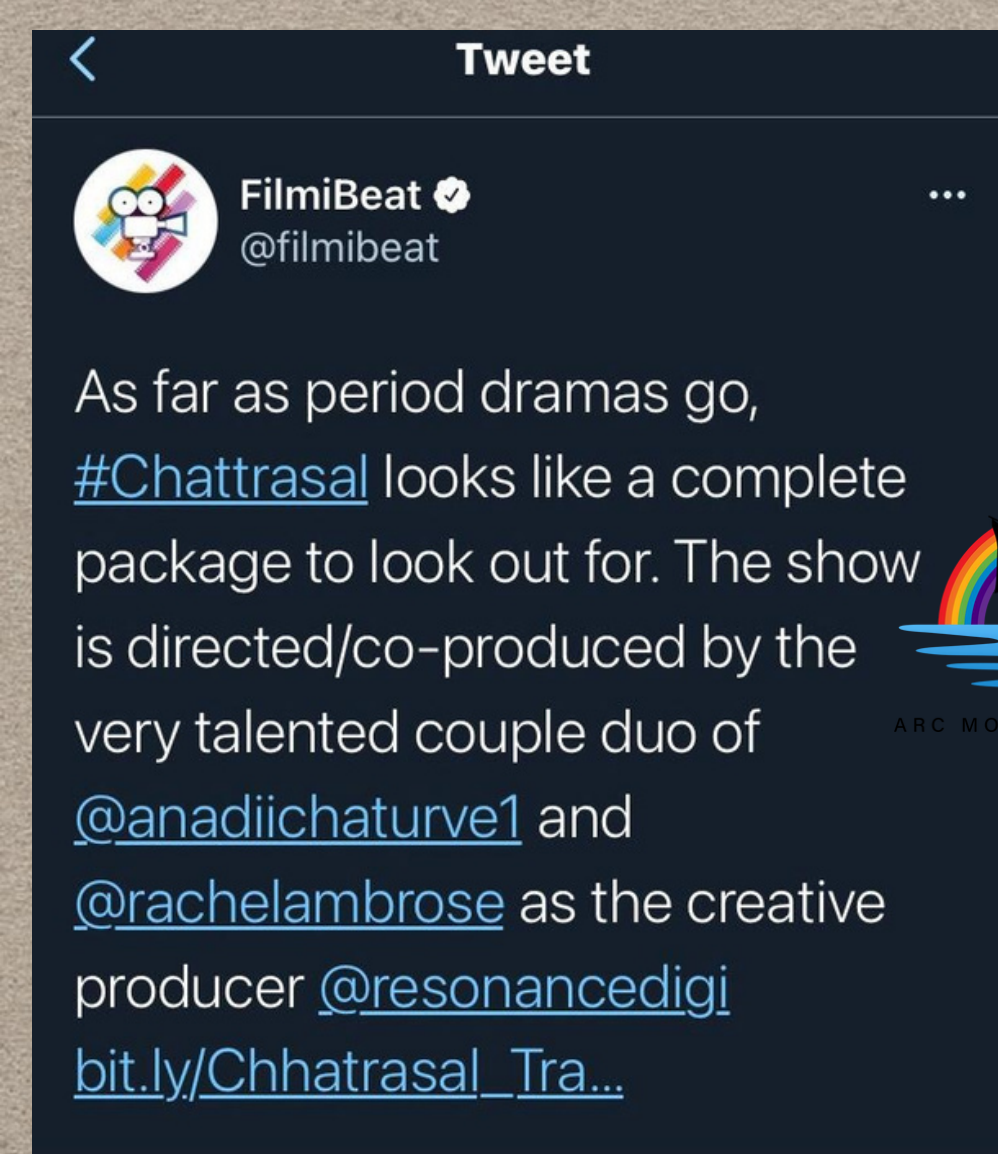 Tweet
FilmiBeat
@filmibeat
As far as period dramas go,
#Chattrasal looks like a complete
package to look out for. The show
is directed/co-produced by the
very talented couple duo of
@anadiichaturve1 and
@rachelambrose as the creative
producer @resonancedigi
bit.ly/Chhatrasal_Tra...
ARC